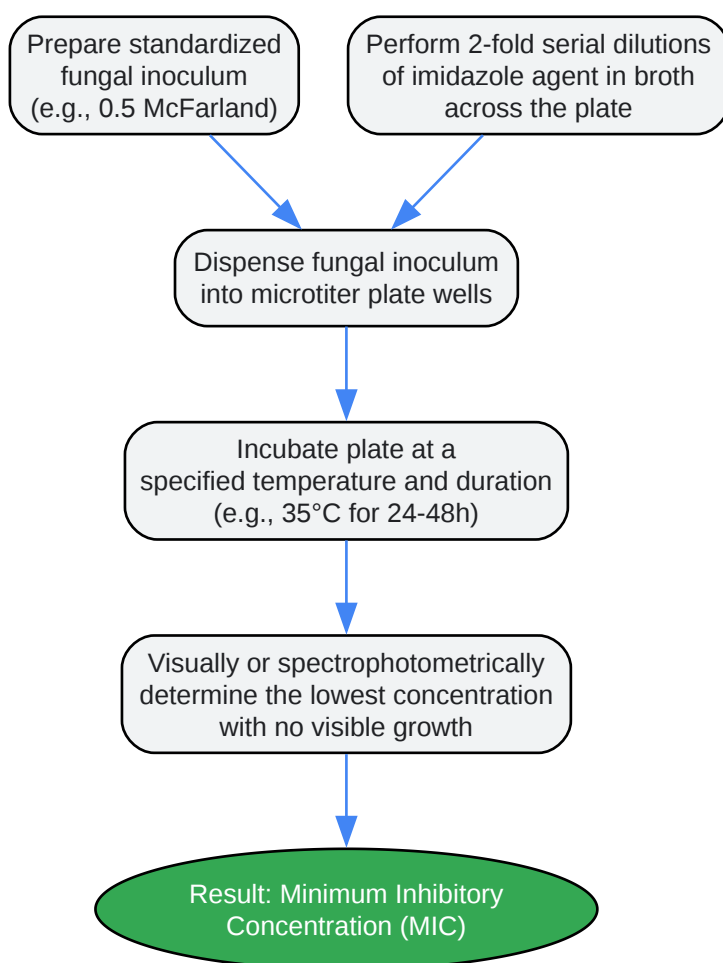 Prepare standardized
fungal inoculum
(e.g., 0.5 McFarland)
Perform 2-fold serial dilutions
of imidazole agent in broth
across the plate
Dispense fungal inoculum
into microtiter plate wells
Incubate plate at a
specified temperature and duration
(e.g., 35°C for 24-48h)
Visually or spectrophotometrically
determine the lowest concentration
with no visible growth
Result: Minimum Inhibitory
Concentration (MIC)